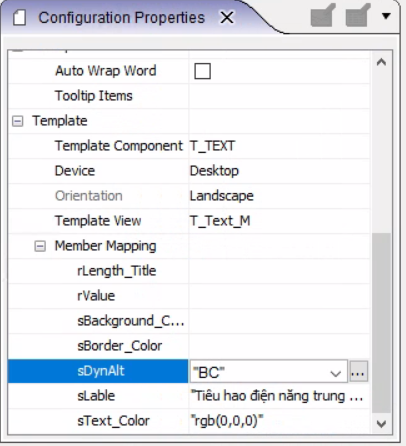 Configuration Properties
Auto Wrap Word
Tooltip Items
Template
Template Component T_TEXT
Device Desktop
Orientation Landscape
Template View T_Text_M
Member Mapping
rLength_Title
rValue
sBackground_C...
sBorder_Color
sDynAlt "BC" ...
sLable "Tiêu hao điện năng trung ...
sText_Color "rgb(0,0,0)"